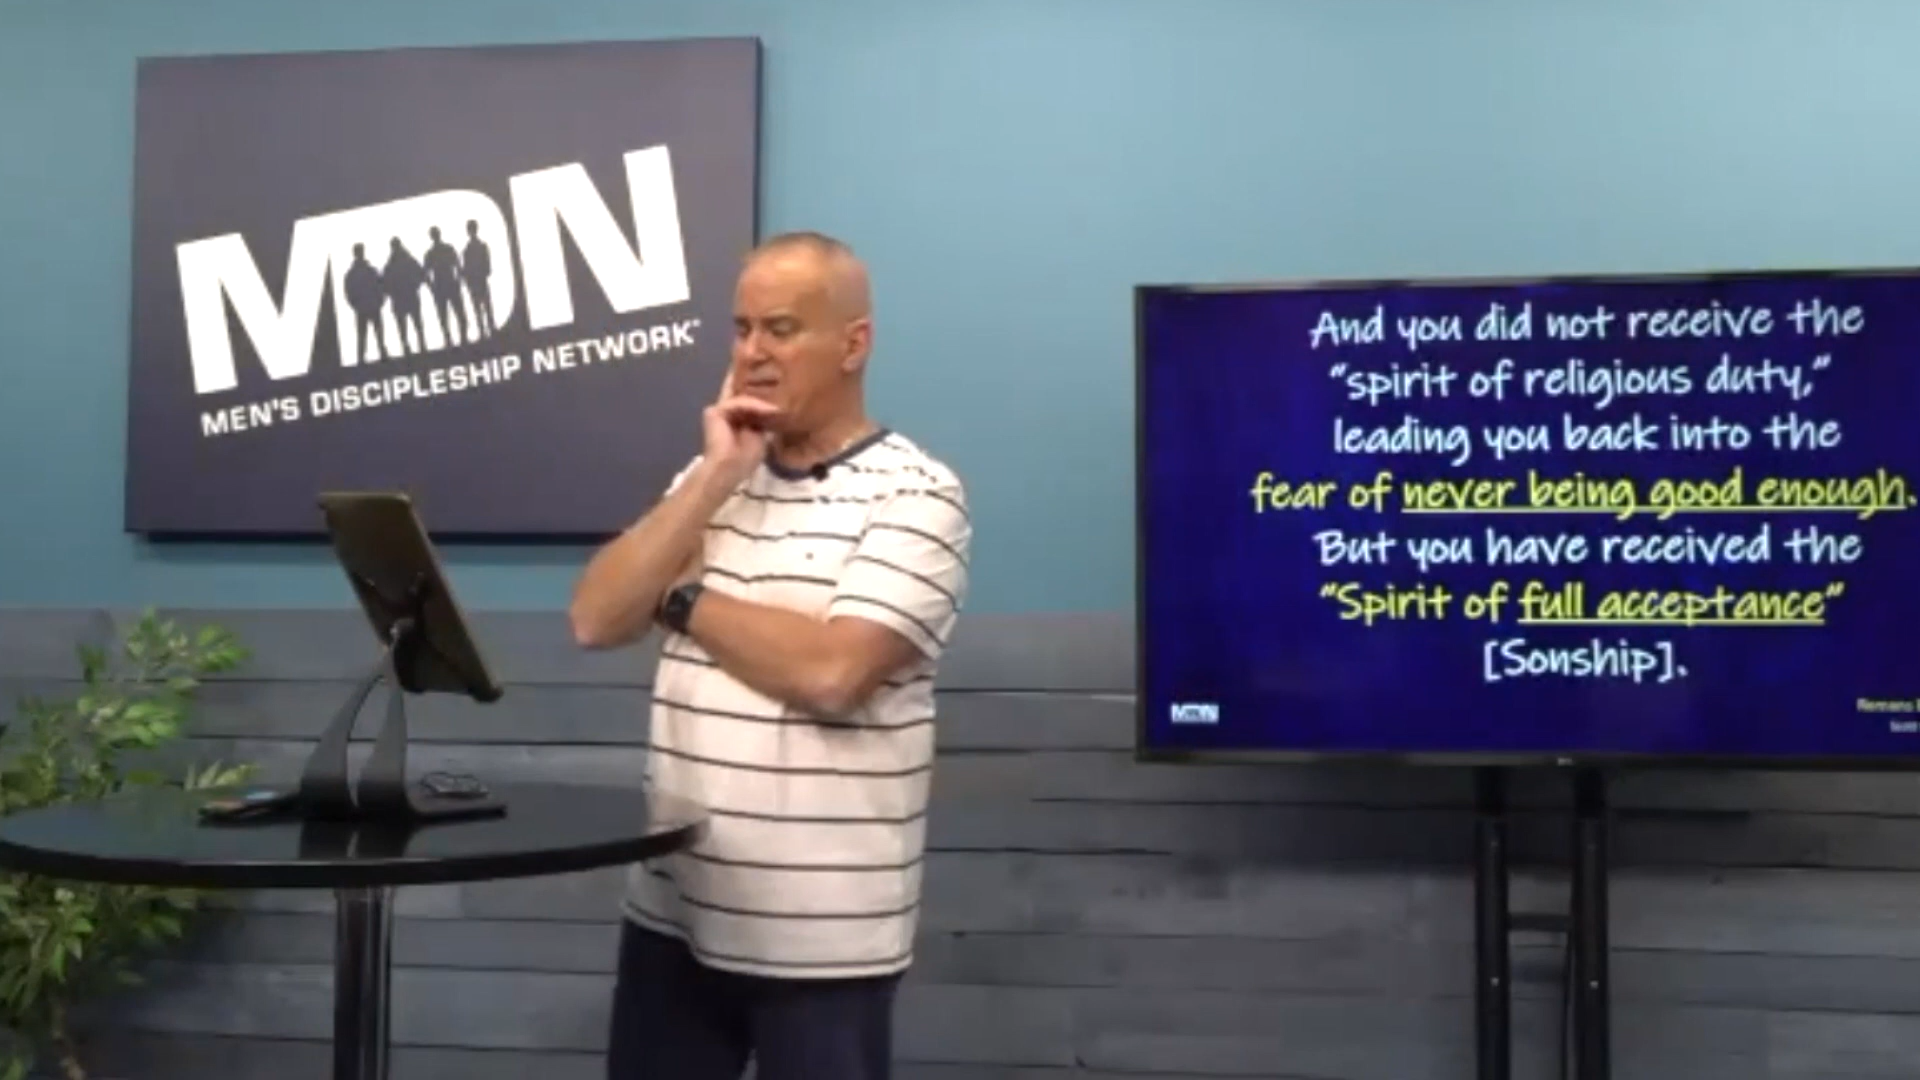 MDN
MEN'S DISCIPLESHIP NETWORK
And you did not receive the
"spirit of religious duty,"
leading you back into the
fear of never being good enough.
But you have received the
"Spirit of full acceptance"
[Sonship].
MDN
Romans